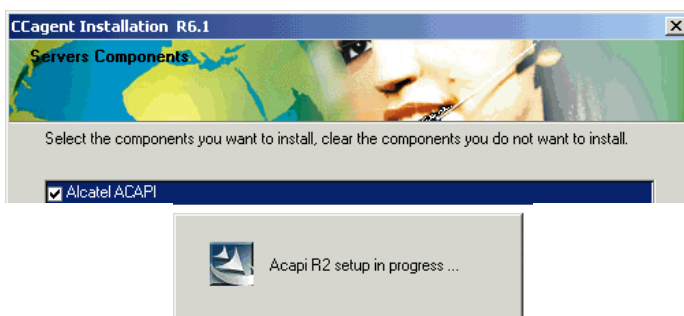 CCagent Installation R6.1
Servers Components
Select the components you want to install, clear the components you do not want to install.
Alcatel ACAPI
Acapi R2 setup in progress ...